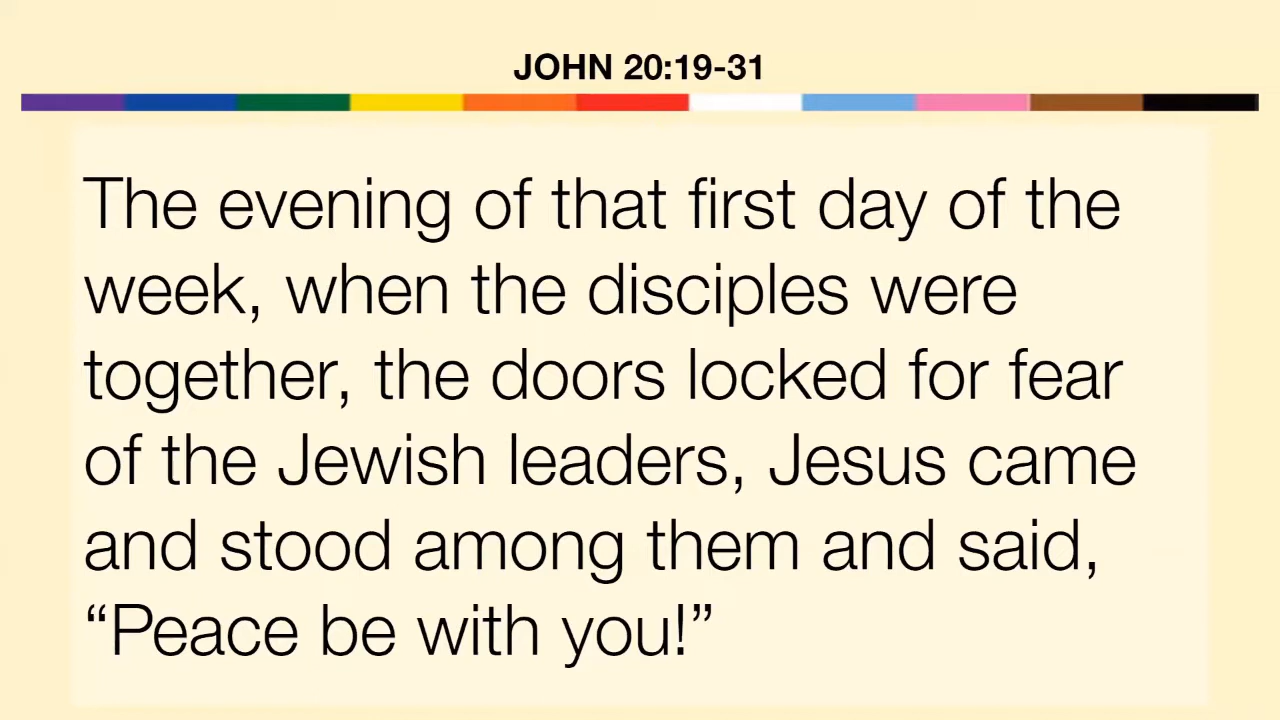 JOHN 20:19-31
The evening of that first day of the
week, when the disciples were
together, the doors locked for fear
of the Jewish leaders, Jesus came
and stood among them and said,
“Peace be with you!”